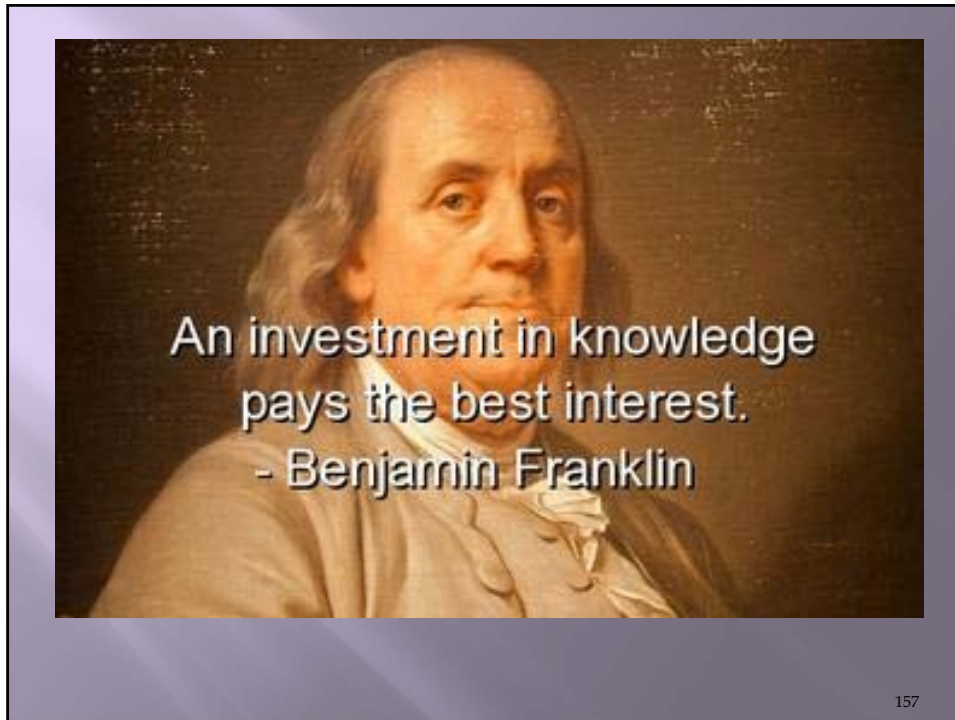 An investment in knowledge
pays the best interest.
- Benjamin Franklin
157